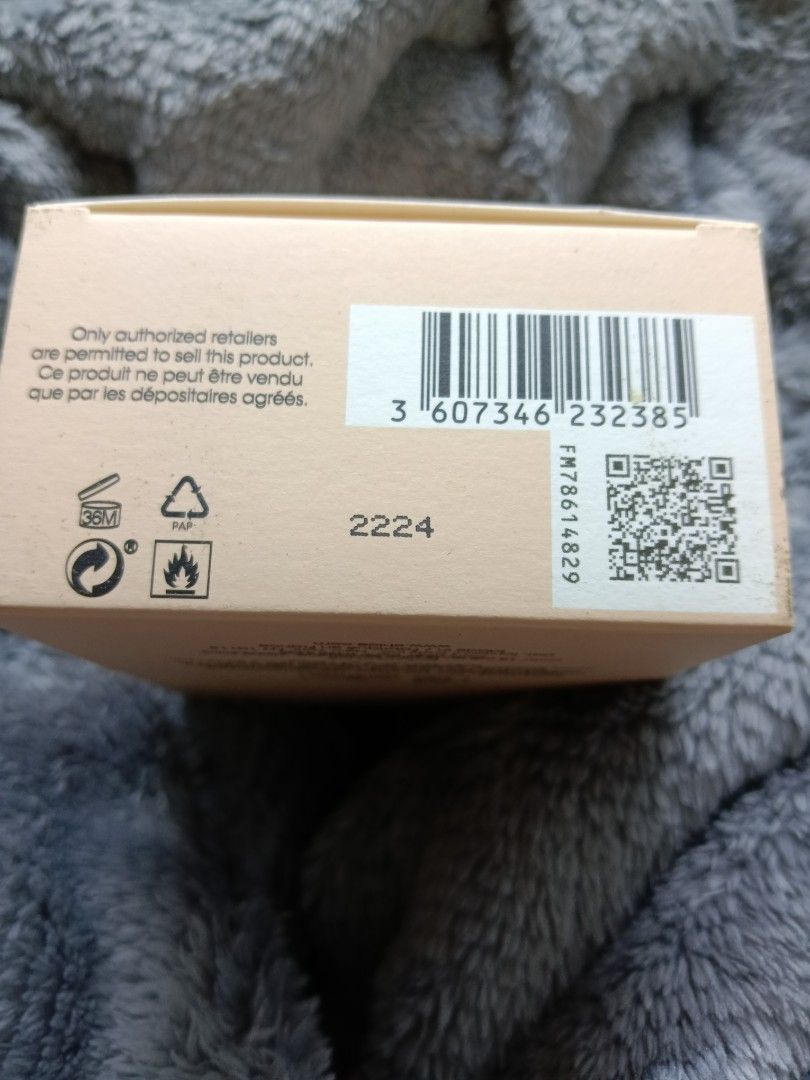 Only authorized retailers
are permitted to sell this product.
Ce produit ne peut être vendu
que par les dépositaires agréés.
3 607346 232385
FM78614829
36M
PAP
®
2224